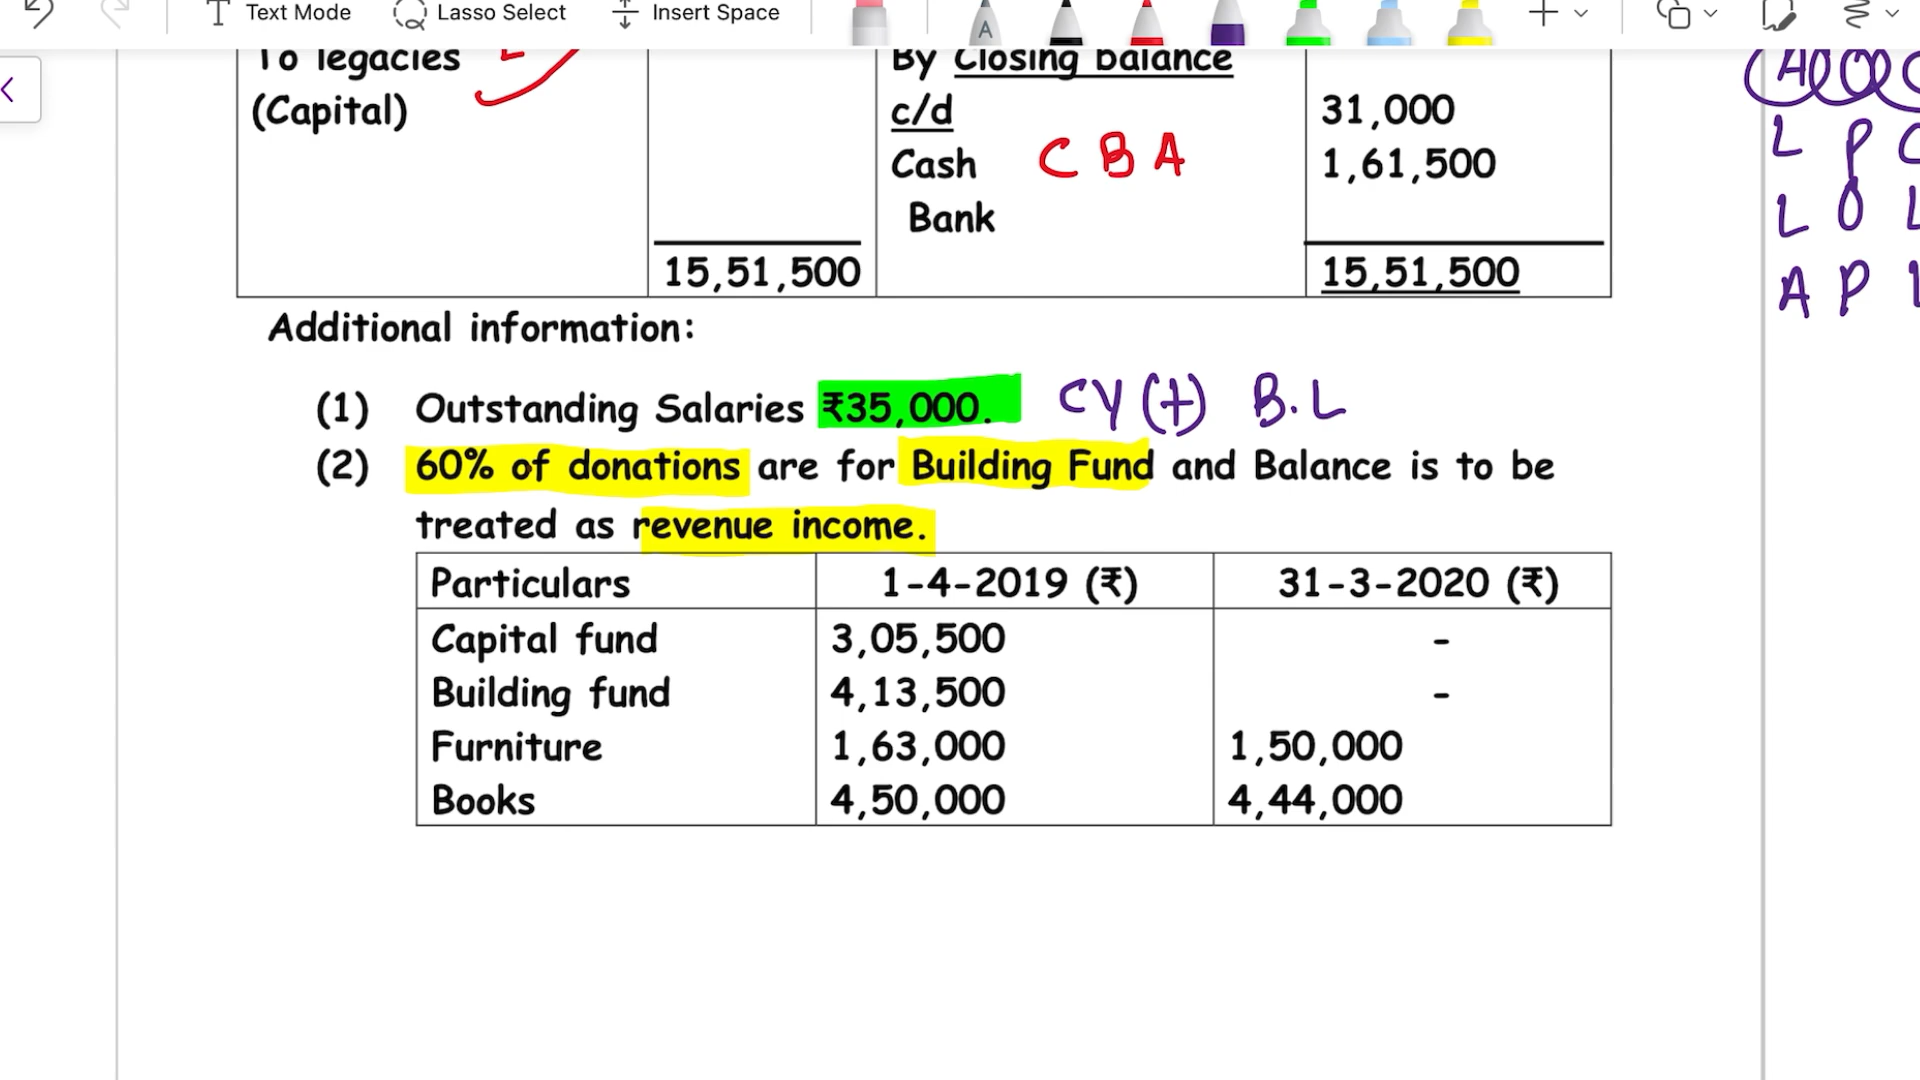 Text Mode Lasso Select Insert Space
A
To legacies By Closing balance
(Capital) c/d 31,000
Cash C B A 1,61,500
Bank
15,51,500 15,51,500
Additional information:
(1) Outstanding Salaries ₹35,000. CY (+) B.L
(2) 60% of donations are for Building Fund and Balance is to be
treated as revenue income.
Particulars 1-4-2019 (₹) 31-3-2020 (₹)
Capital fund 3,05,500 -
Building fund 4,13,500 -
Furniture 1,63,000 1,50,000
Books 4,50,000 4,44,000
L P
L O L
A P